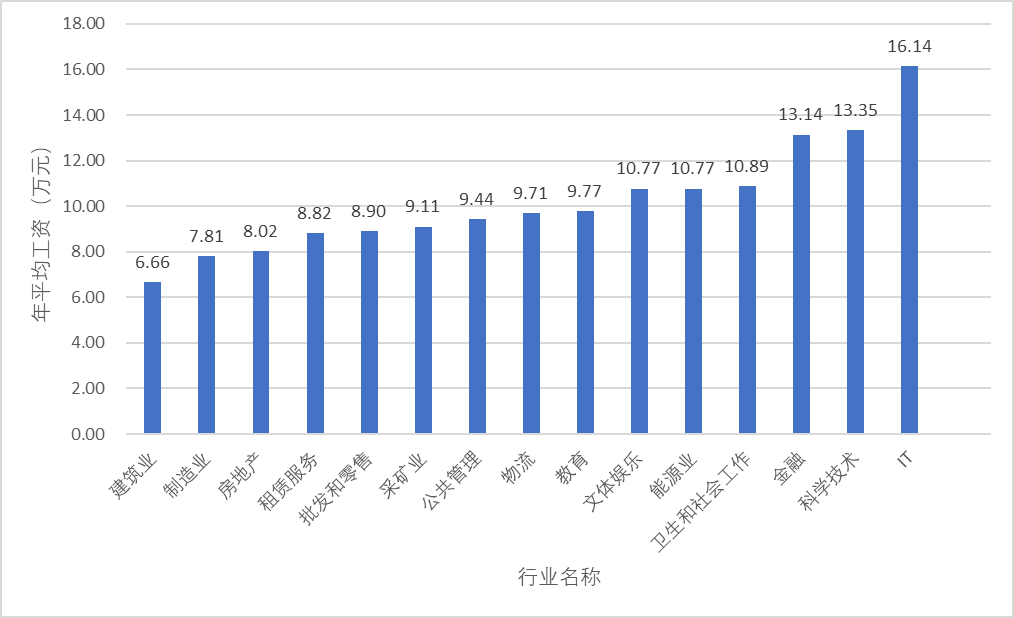 18.00
16.00
14.00
12.00
10.00
8.00
6.00
4.00
2.00
0.00
年平均工资（万元）
6.66
7.81
8.02
8.82
8.90
9.11
9.44
9.71
9.77
10.77
10.77
10.89
13.14
13.35
16.14
建筑业
制造业
房地产
租赁服务
批发和零售
采矿业
公共管理
物流
教育
文体娱乐
能源业
卫生和社会工作
金融
科学技术
IT
行业名称